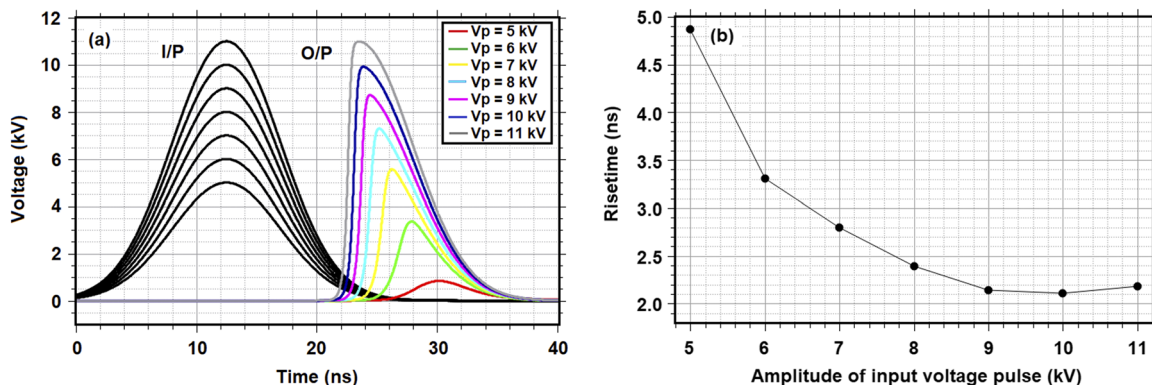 (a)
I/P
O/P
Vp = 5 kV
Vp = 6 kV
Vp = 7 kV
Vp = 8 kV
Vp = 9 kV
Vp = 10 kV
Vp = 11 kV
12
10
8
6
4
2
0
-2
Voltage (kV)
0
10
20
30
40
Time (ns)
(b)
5.0
4.5
4.0
3.5
3.0
2.5
2.0
Risetime (ns)
5
6
7
8
9
10
11
Amplitude of input voltage pulse (kV)